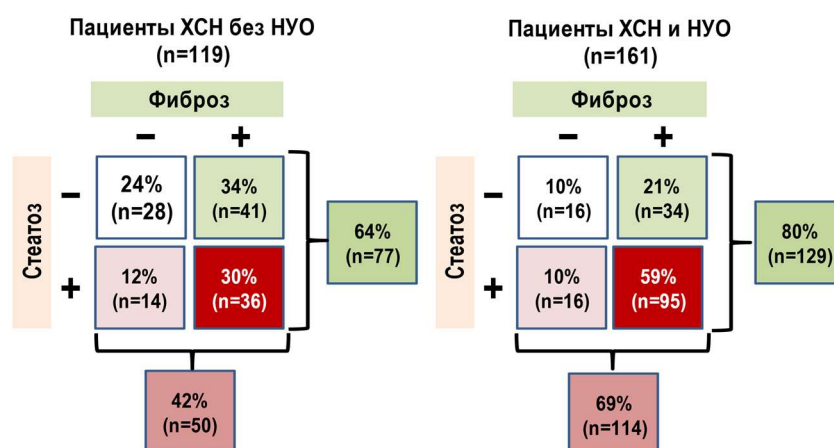 Пациенты ХСН без НУО
(n=119)
Фиброз
− +
Стеатоз
−
24%
(n=28)
34%
(n=41)
64%
(n=77)
+
12%
(n=14)
30%
(n=36)
42%
(n=50)
Пациенты ХСН и НУО
(n=161)
Фиброз
− +
Стеатоз
−
10%
(n=16)
21%
(n=34)
80%
(n=129)
+
10%
(n=16)
59%
(n=95)
69%
(n=114)